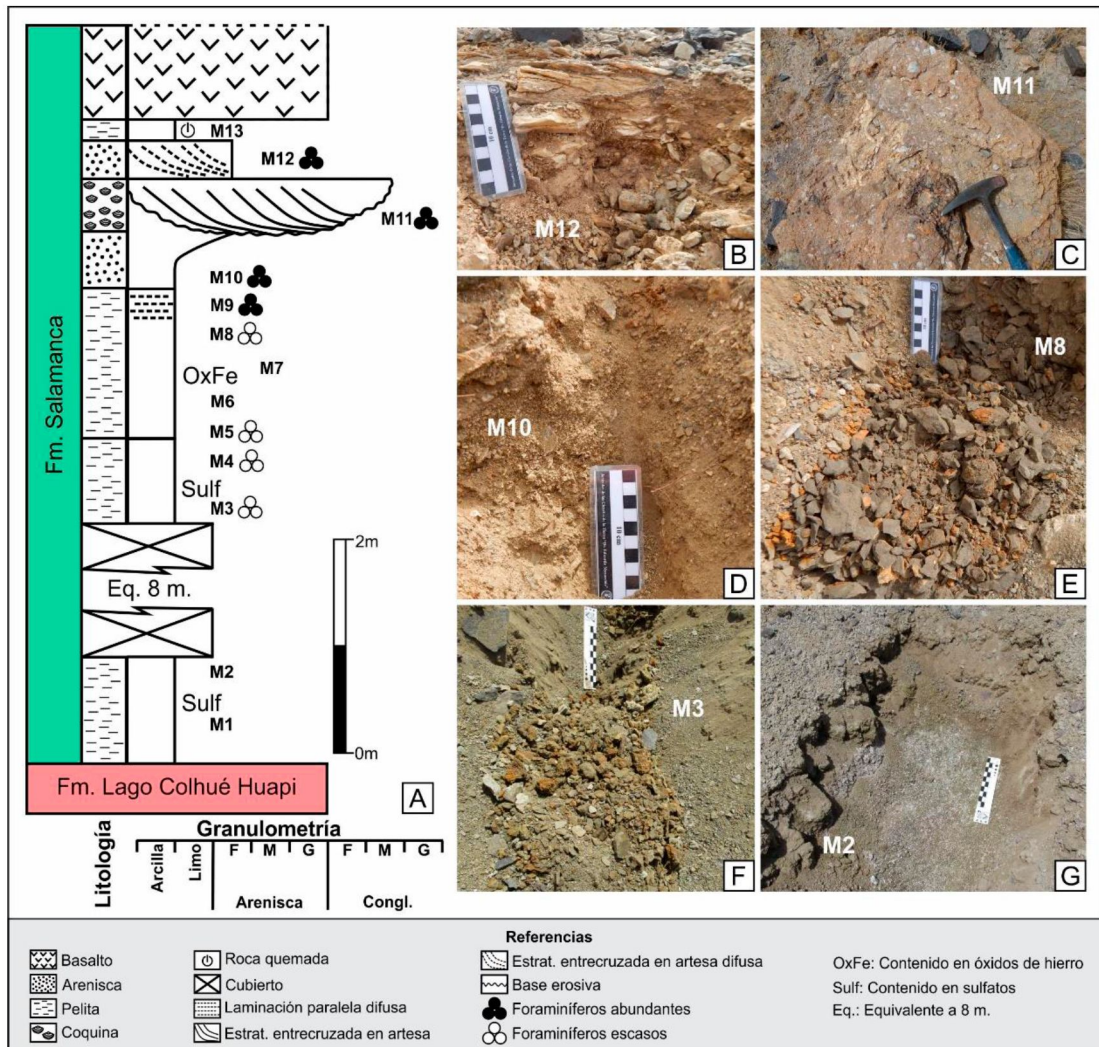 M13
M12
M11
M10
M9
M8
M7
OxFe
M6
M5
M4
Sulf
M3
Eq. 8 m.
M2
Sulf
M1
Fm. Salamanca
Fm. Lago Colhué Huapi
2m
0m
A
Litología
Granulometría
Arcilla
Limo
F M G
F M G
Arenisca
Congl.
M12
B
M11
C
M10
10 cm
D
M8
E
M3
F
M2
G
Referencias
Basalto
Arenisca
Pelita
Coquina
Roca quemada
Cubierto
Laminación paralela difusa
Estrat. entrecruzada en artesa
Estrat. entrecruzada en artesa difusa
Base erosiva
Foraminíferos abundantes
Foraminíferos escasos
OxFe: Contenido en óxidos de hierro
Sulf: Contenido en sulfatos
Eq.: Equivalente a 8 m.